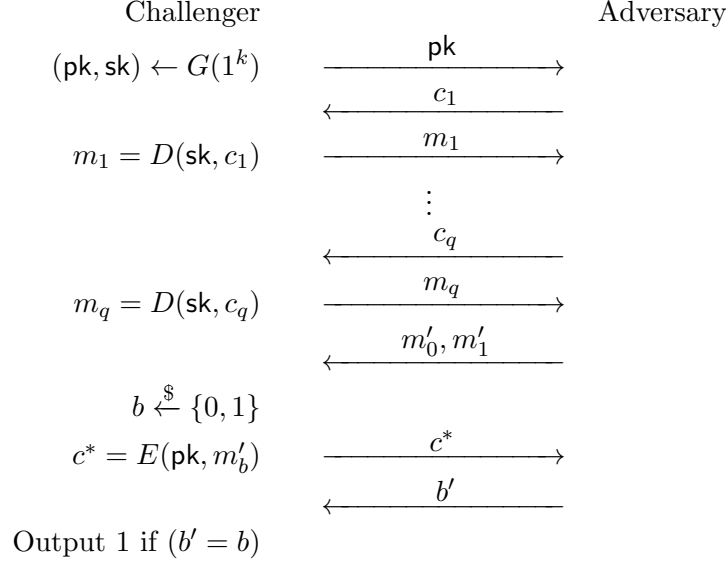 Challenger Adversary
(pk, sk) ← G(1^k) pk
c_1
m_1 = D(sk, c_1) m_1
⋮
c_q
m_q = D(sk, c_q) m_q
m'_0, m'_1
b ←$ {0, 1}
c* = E(pk, m'_b) c*
b'
Output 1 if (b' = b)